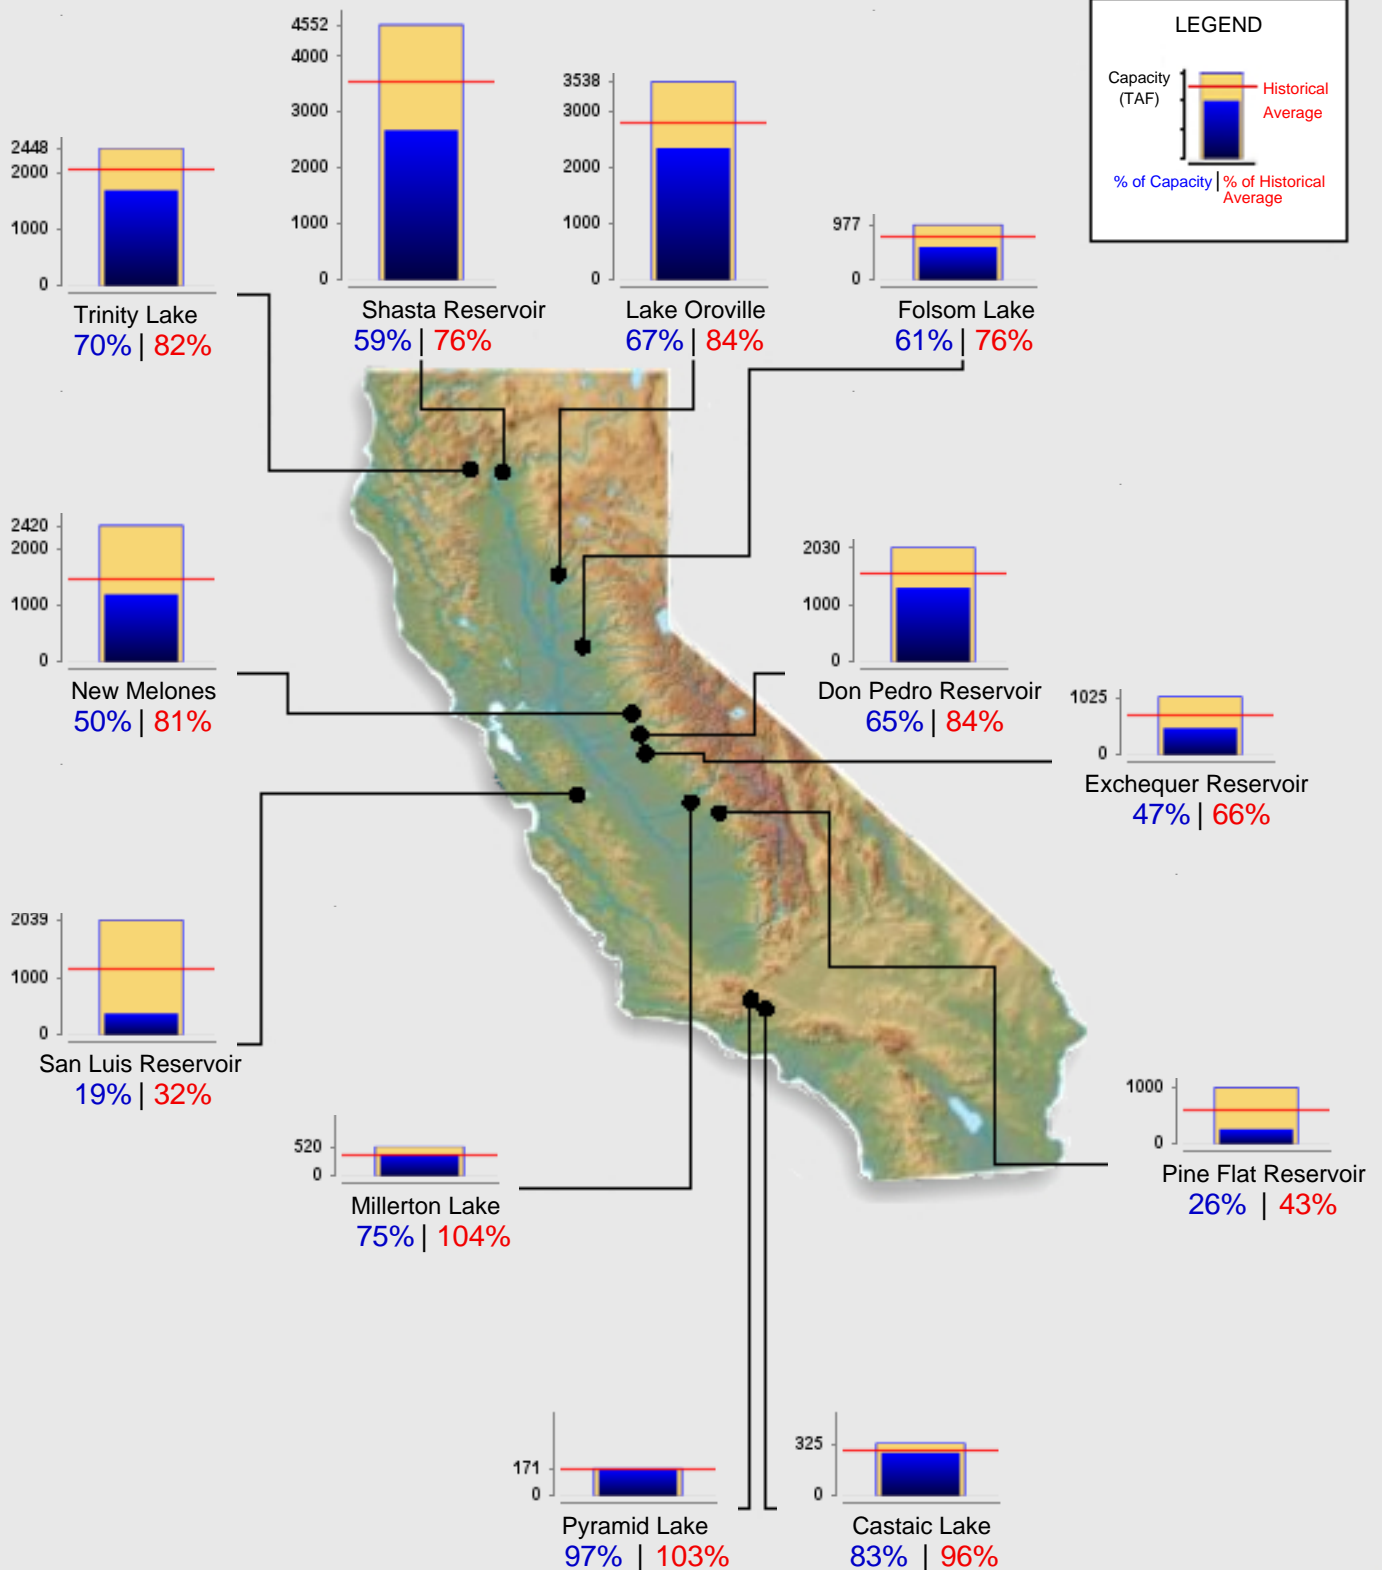 LEGEND
Capacity
(TAF)
Historical
Average
% of Capacity | % of Historical
Average
4552
4000
3000
2000
1000
0
Shasta Reservoir
59% | 76%
3538
3000
2000
1000
0
Lake Oroville
67% | 84%
2448
2000
1000
0
Trinity Lake
70% | 82%
977
0
Folsom Lake
61% | 76%
2420
2000
1000
0
New Melones
50% | 81%
2030
1000
0
Don Pedro Reservoir
65% | 84%
1025
0
Exchequer Reservoir
47% | 66%
2039
1000
0
San Luis Reservoir
19% | 32%
520
0
Millerton Lake
75% | 104%
1000
0
Pine Flat Reservoir
26% | 43%
171
0
Pyramid Lake
97% | 103%
325
0
Castaic Lake
83% | 96%